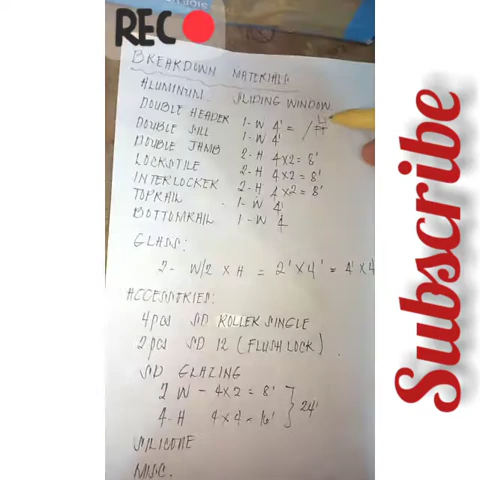 REC
BREAKDOWN MATERIALS
ALUMINUM: SLIDING WINDOW
DOUBLE HEADER 1-W 4' = / LI FT
DOUBLE SILL 1-W 4'
DOUBLE JAMB 2-H 4x2= 8'
LOCKSTILE 2-H 4x2= 8'
INTERLOCKER 2-H 4x2= 8'
TOPRAIL 1-W 4'
BOTTOMRAIL 1-W 4
GLASS:
2- W/2 x H = 2' x 4' = 4' x 4
ACCESSORIES:
4pcs SD ROLLER SINGLE
2pcs SD 12 (FLUSHLOCK).
SD GLAZING
2 W - 4x2 = 8'
4-H 4x4 = 16' } 24'
SILICONE
MISC.
Subscribe